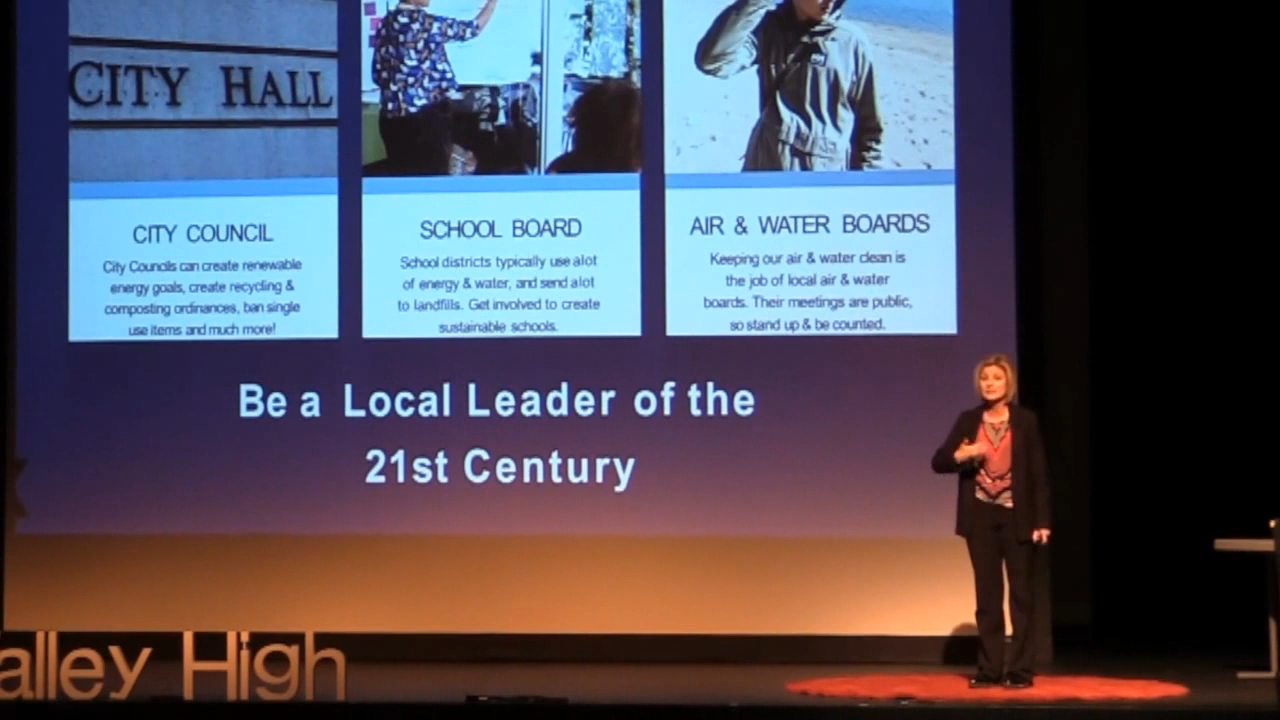 CITY HALL
CITY COUNCIL
City Councils can create renewable
energy goals, create recycling &
composting ordinances, ban single
use items and much more!
SCHOOL BOARD
School districts typically use alot
of energy & water, and send alot
to landfills. Get involved to create
sustainable schools.
AIR & WATER BOARDS
Keeping our air & water clean is
the job of local air & water
boards. Their meetings are public,
so stand up & be counted.
Be a Local Leader of the
21st Century
alley High